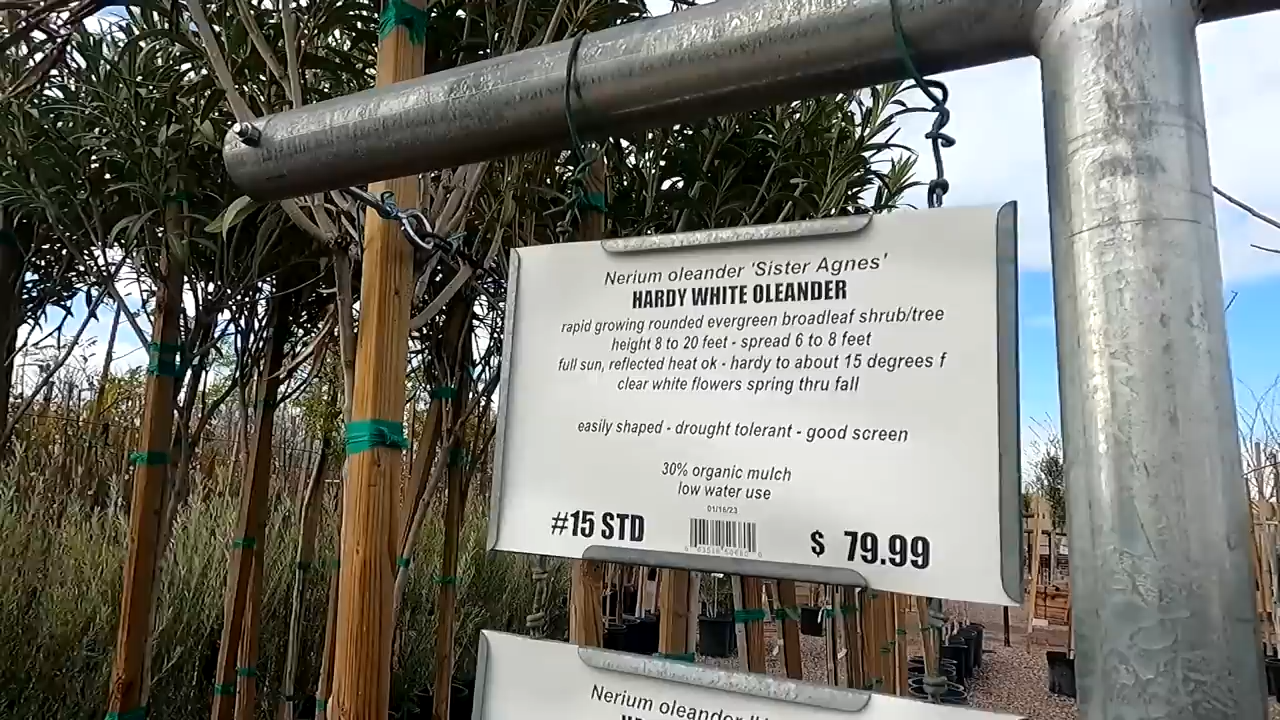 Nerium oleander 'Sister Agnes'
HARDY WHITE OLEANDER
rapid growing rounded evergreen broadleaf shrub/tree
height 8 to 20 feet - spread 6 to 8 feet
full sun, reflected heat ok - hardy to about 15 degrees f
clear white flowers spring thru fall
easily shaped - drought tolerant - good screen
30% organic mulch
low water use
01/16/23
#15 STD
$ 79.99
Nerium oleander